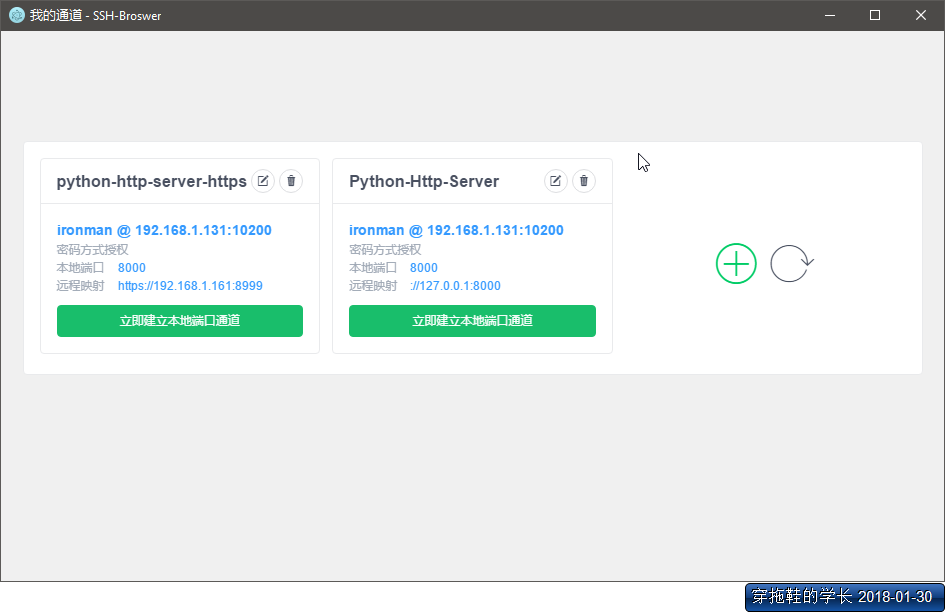 我的通道 - SSH-Broswer
python-http-server-https
ironman @ 192.168.1.131:10200
密码方式授权
本地端口 8000
远程映射 https://192.168.1.161:8999
立即建立本地端口通道
Python-Http-Server
ironman @ 192.168.1.131:10200
密码方式授权
本地端口 8000
远程映射 ://127.0.0.1:8000
立即建立本地端口通道
穿拖鞋的学长 2018-01-30